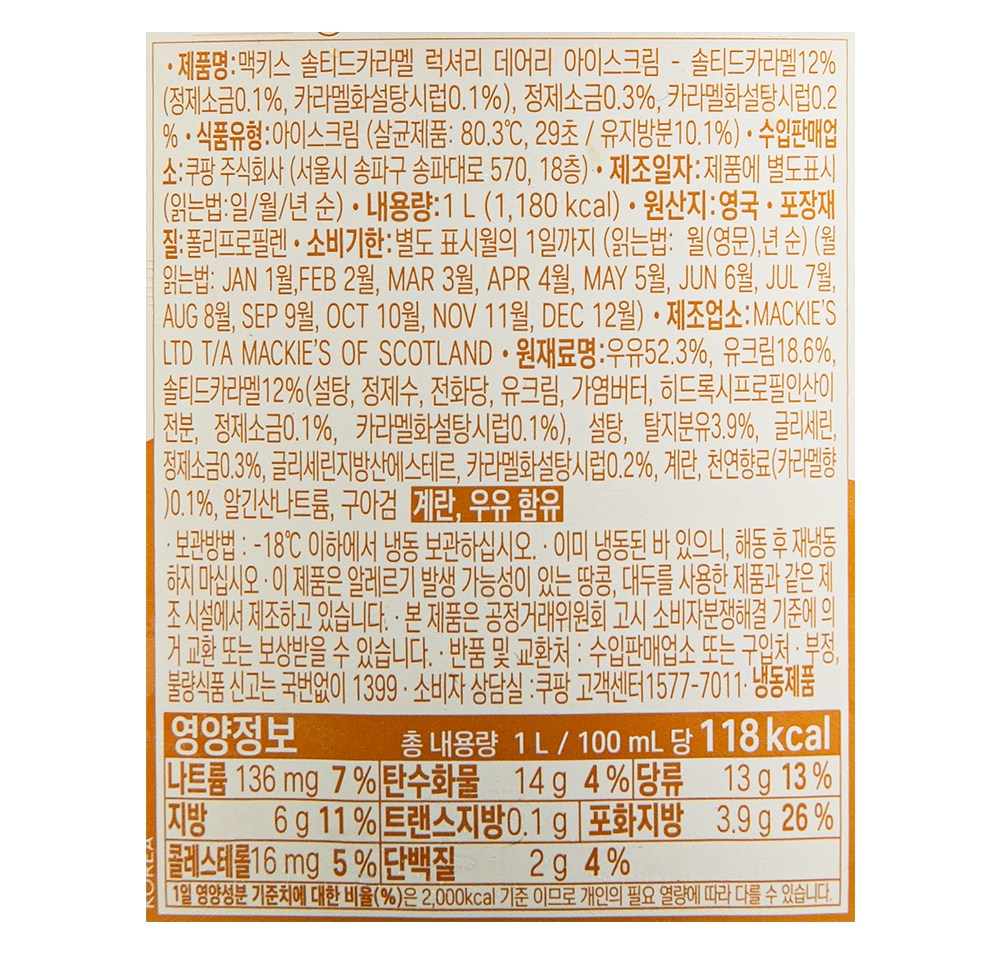 • 제품명:맥키스 솔티드카라멜 럭셔리 데어리 아이스크림 - 솔티드카라멜12%
(정제소금0.1%, 카라멜화설탕시럽0.1%), 정제소금0.3%, 카라멜화설탕시럽0.2
% • 식품유형:아이스크림 (살균제품: 80.3℃, 29초 / 유지방분10.1%) • 수입판매업
소:쿠팡 주식회사 (서울시 송파구 송파대로 570, 18층) • 제조일자:제품에 별도표시
(읽는법:일/월/년 순) • 내용량:1 L (1,180 kcal) • 원산지:영국 • 포장재
질:폴리프로필렌 • 소비기한:별도 표시월의 1일까지 (읽는법: 월(영문),년 순) (월
읽는법: JAN 1월,FEB 2월, MAR 3월, APR 4월, MAY 5월, JUN 6월, JUL 7월,
AUG 8월, SEP 9월, OCT 10월, NOV 11월, DEC 12월) • 제조업소:MACKIE'S
LTD T/A MACKIE'S OF SCOTLAND • 원재료명:우유52.3%, 유크림18.6%,
솔티드카라멜12%(설탕, 정제수, 전화당, 유크림, 가염버터, 히드록시프로필인산이
전분, 정제소금0.1%, 카라멜화설탕시럽0.1%), 설탕, 탈지분유3.9%, 글리세린,
정제소금0.3%, 글리세린지방산에스테르, 카라멜화설탕시럽0.2%, 계란, 천연향료(카라멜향
)0.1%, 알긴산나트륨, 구아검 계란, 우유 함유
· 보관방법 : -18℃ 이하에서 냉동 보관하십시오. · 이미 냉동된 바 있으니, 해동 후 재냉동
하지 마십시오 · 이 제품은 알레르기 발생 가능성이 있는 땅콩, 대두를 사용한 제품과 같은 제
조 시설에서 제조하고 있습니다. · 본 제품은 공정거래위원회 고시 소비자분쟁해결 기준에 의
거 교환 또는 보상받을 수 있습니다. · 반품 및 교환처 : 수입판매업소 또는 구입처 · 부정,
불량식품 신고는 국번없이 1399 · 소비자 상담실 :쿠팡 고객센터1577-7011· 냉동제품
영양정보 총 내용량 1 L / 100 mL 당 118 kcal
나트륨 136 mg 7 % 탄수화물 14 g 4 % 당류 13 g 13 %
지방 6 g 11 % 트랜스지방0.1 g 포화지방 3.9 g 26 %
콜레스테롤16 mg 5 % 단백질 2 g 4 %
1일 영양성분 기준치에 대한 비율(%)은 2,000kcal 기준 이므로 개인의 필요 열량에 따라 다를 수 있습니다.
KOREA